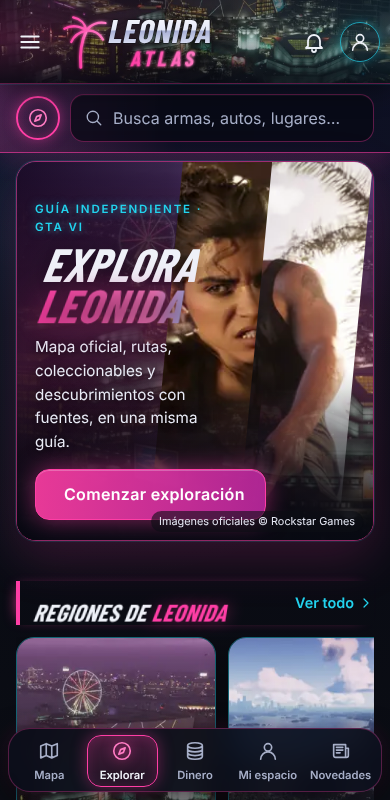 LEONIDA
ATLAS
Busca armas, autos, lugares...
GUÍA INDEPENDIENTE ·
GTA VI
EXPLORA
LEONIDA
Mapa oficial, rutas,
coleccionables y
descubrimientos con
fuentes, en una misma
guía.
Comenzar exploración
Imágenes oficiales © Rockstar Games
REGIONES DE LEONIDA
Ver todo
Mapa
Explorar
Dinero
Mi espacio
Novedades